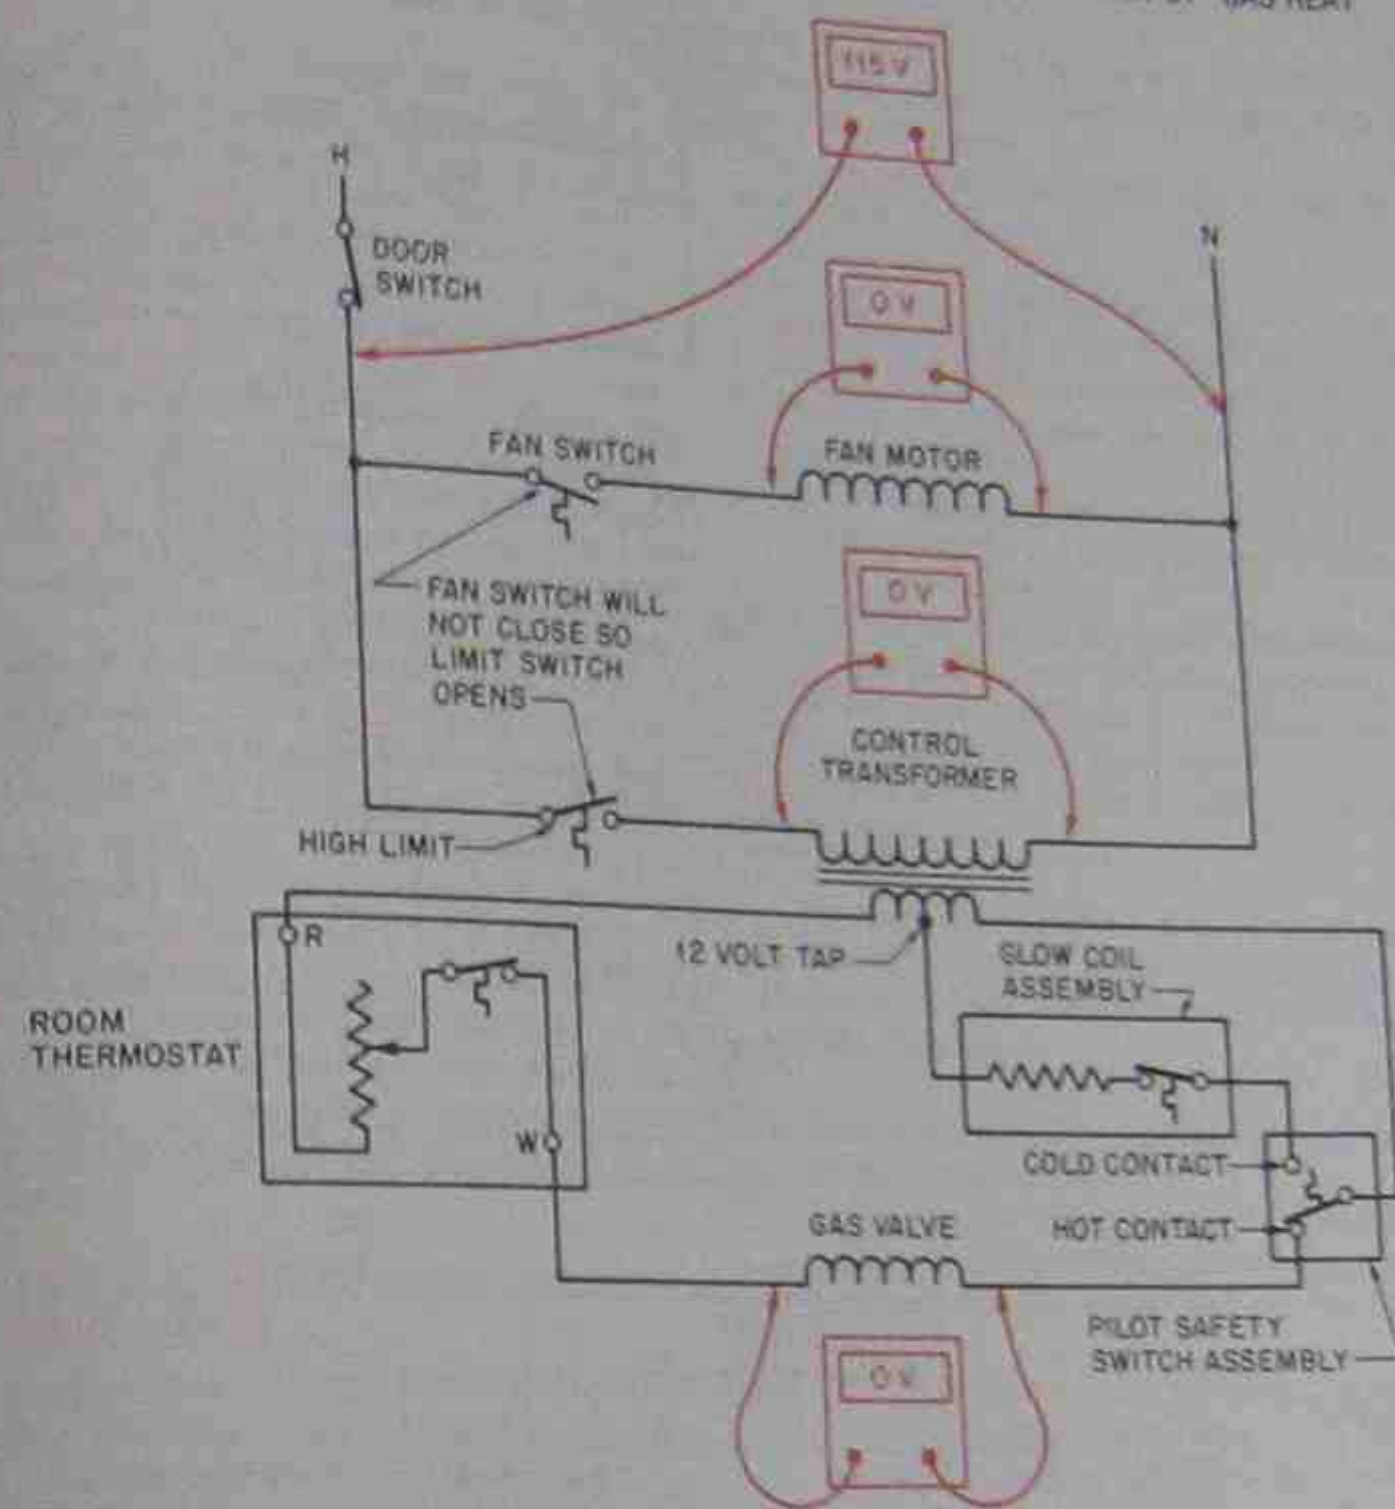 GAS HEAT
115 V
H
DOOR
SWITCH
N
0 V
FAN SWITCH
FAN MOTOR
FAN SWITCH WILL
NOT CLOSE SO
LIMIT SWITCH
OPENS
0 V
CONTROL
TRANSFORMER
HIGH LIMIT
R
12 VOLT TAP
GLOW COIL
ASSEMBLY
ROOM
THERMOSTAT
W
COLD CONTACT
GAS VALVE
HOT CONTACT
PILOT SAFETY
SWITCH ASSEMBLY
0 V